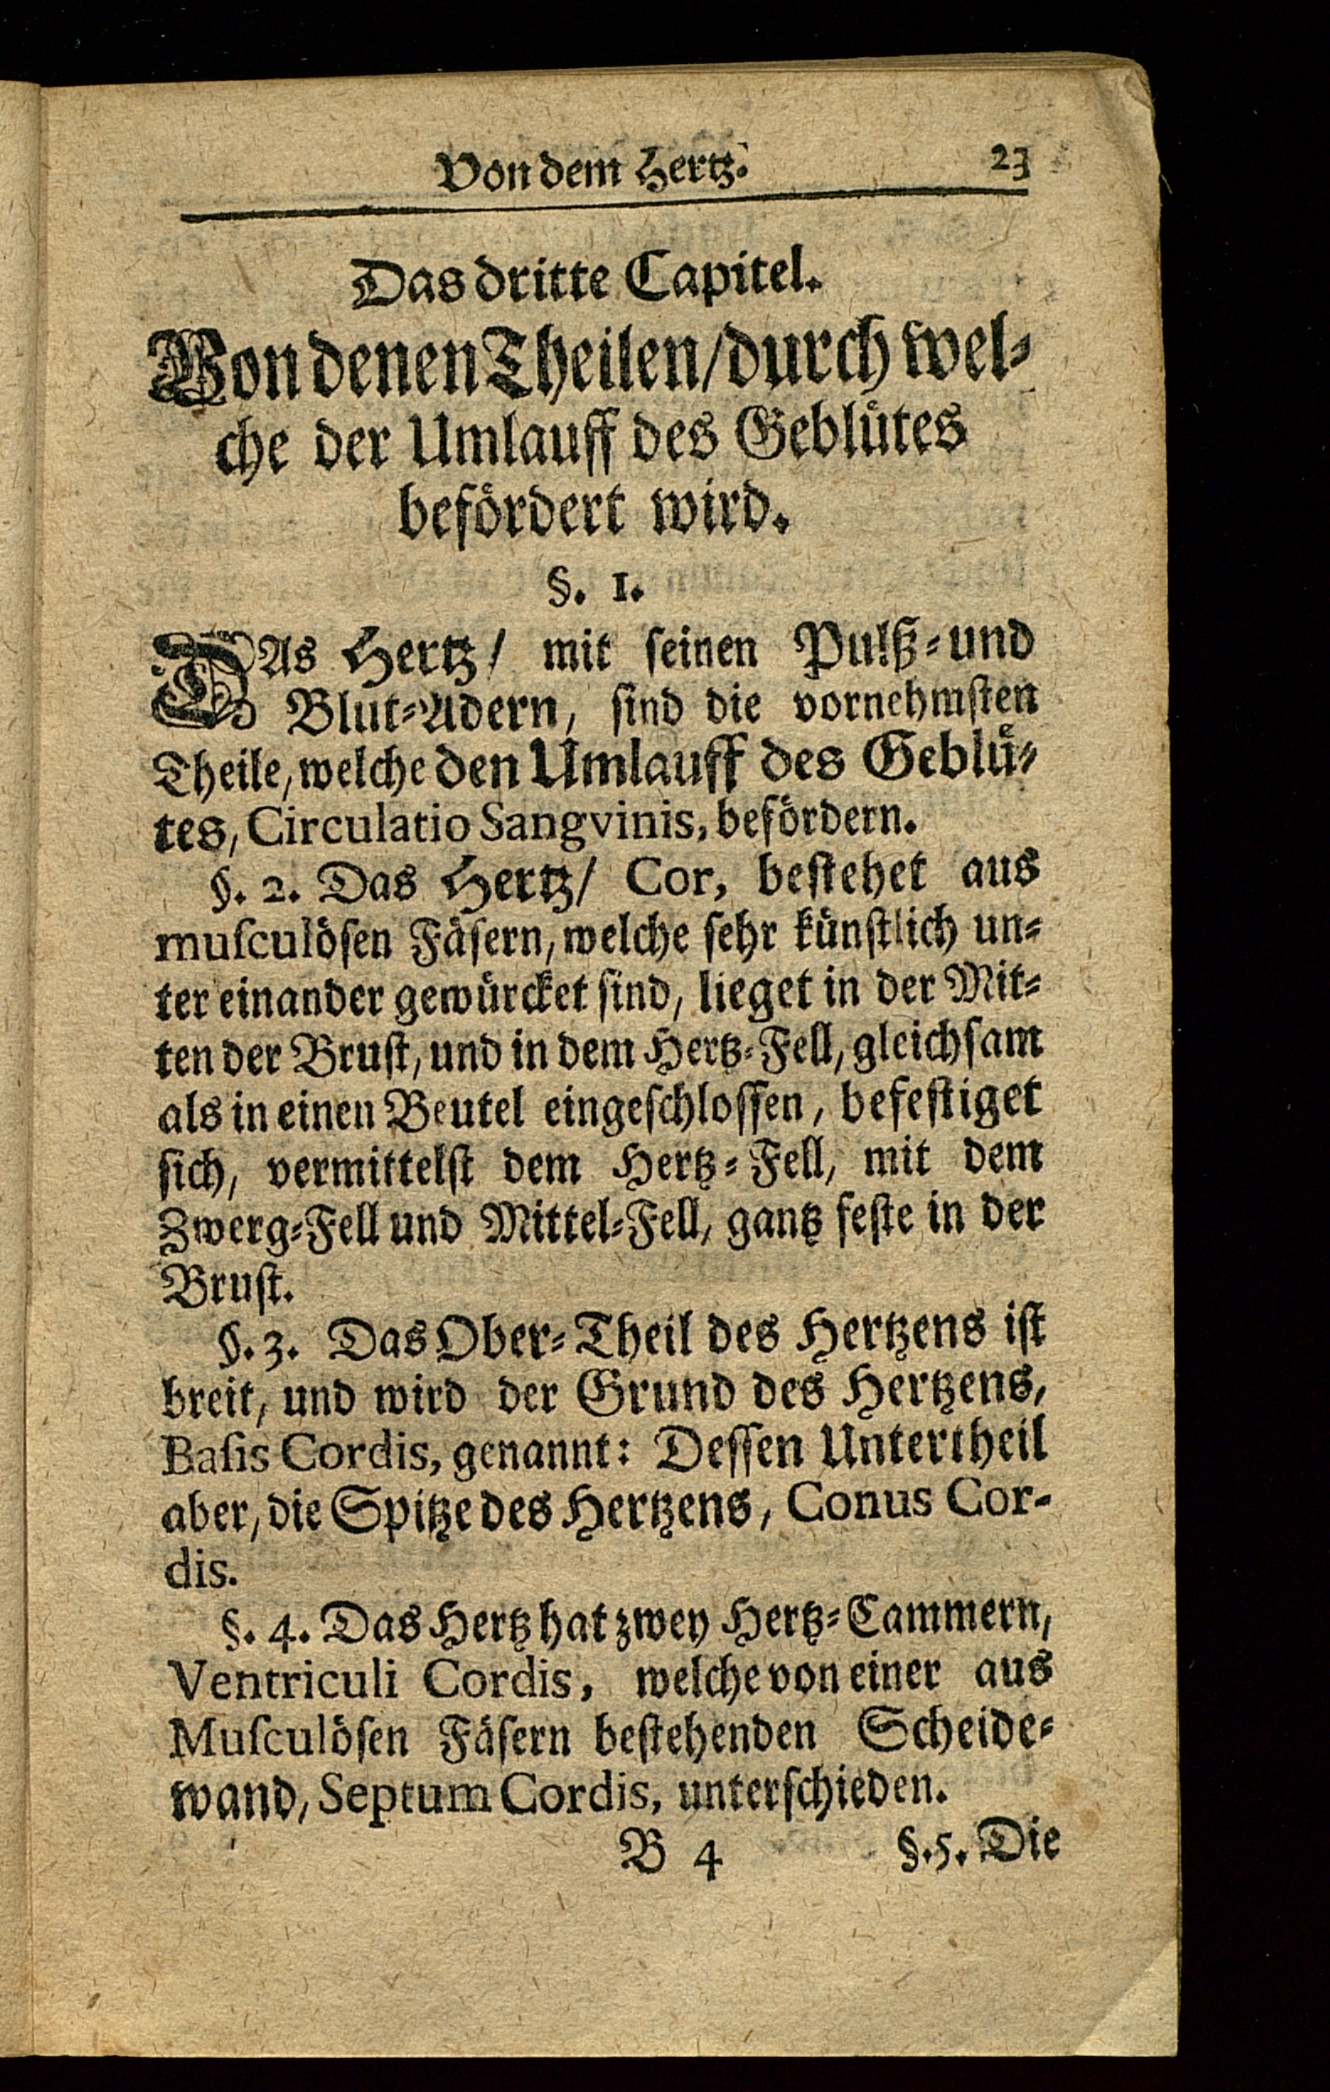 Von dem Hertz. 23
Das dritte Capitel.
Von denen Theilen/durch wel-
che der Umlauff des Geblütes
befördert wird.
§. 1.
DAs Hertz/ mit seinen Pulß-und
Blut-Adern, sind die vornehmsten
Theile, welche den Umlauff des Geblü-
tes, Circulatio Sangvinis, befördern.
§. 2. Das Hertz/ Cor, bestehet aus
musculösen Fäsern, welche sehr künstlich un-
ter einander gewürcket sind, lieget in der Mit-
ten der Brust, und in dem Hertz-Fell, gleichsam
als in einen Beutel eingeschlossen, befestiget
sich, vermittelst dem Hertz-Fell, mit dem
Zwerg-Fell und Mittel-Fell, gantz feste in der
Brust.
§. 3. Das Ober-Theil des Hertzens ist
breit, und wird der Grund des Hertzens,
Basis Cordis, genannt: Dessen Untertheil
aber, die Spitze des Hertzens, Conus Cor-
dis.
§. 4. Das Hertz hat zwey Hertz-Cammern,
Ventriculi Cordis, welche von einer aus
Musculösen Fäsern bestehenden Scheide-
wand, Septum Cordis, unterschieden.
B 4 §. 5. Die